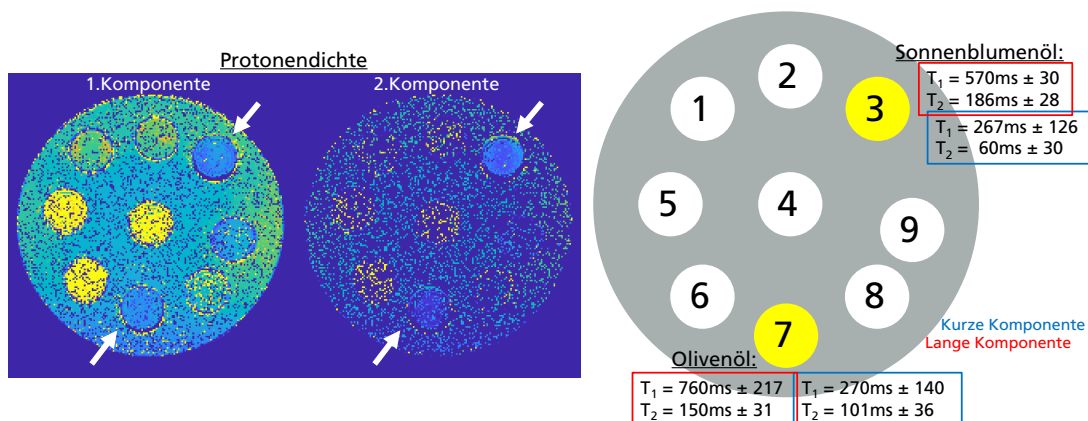 Protonendichte
1.Komponente
2.Komponente
1
2
3
4
5
6
7
8
9
Sonnenblumenöl:
T₁ = 570ms ± 30
T₂ = 186ms ± 28
T₁ = 267ms ± 126
T₂ = 60ms ± 30
Kurze Komponente
Lange Komponente
Olivenöl:
T₁ = 760ms ± 217
T₂ = 150ms ± 31
T₁ = 270ms ± 140
T₂ = 101ms ± 36